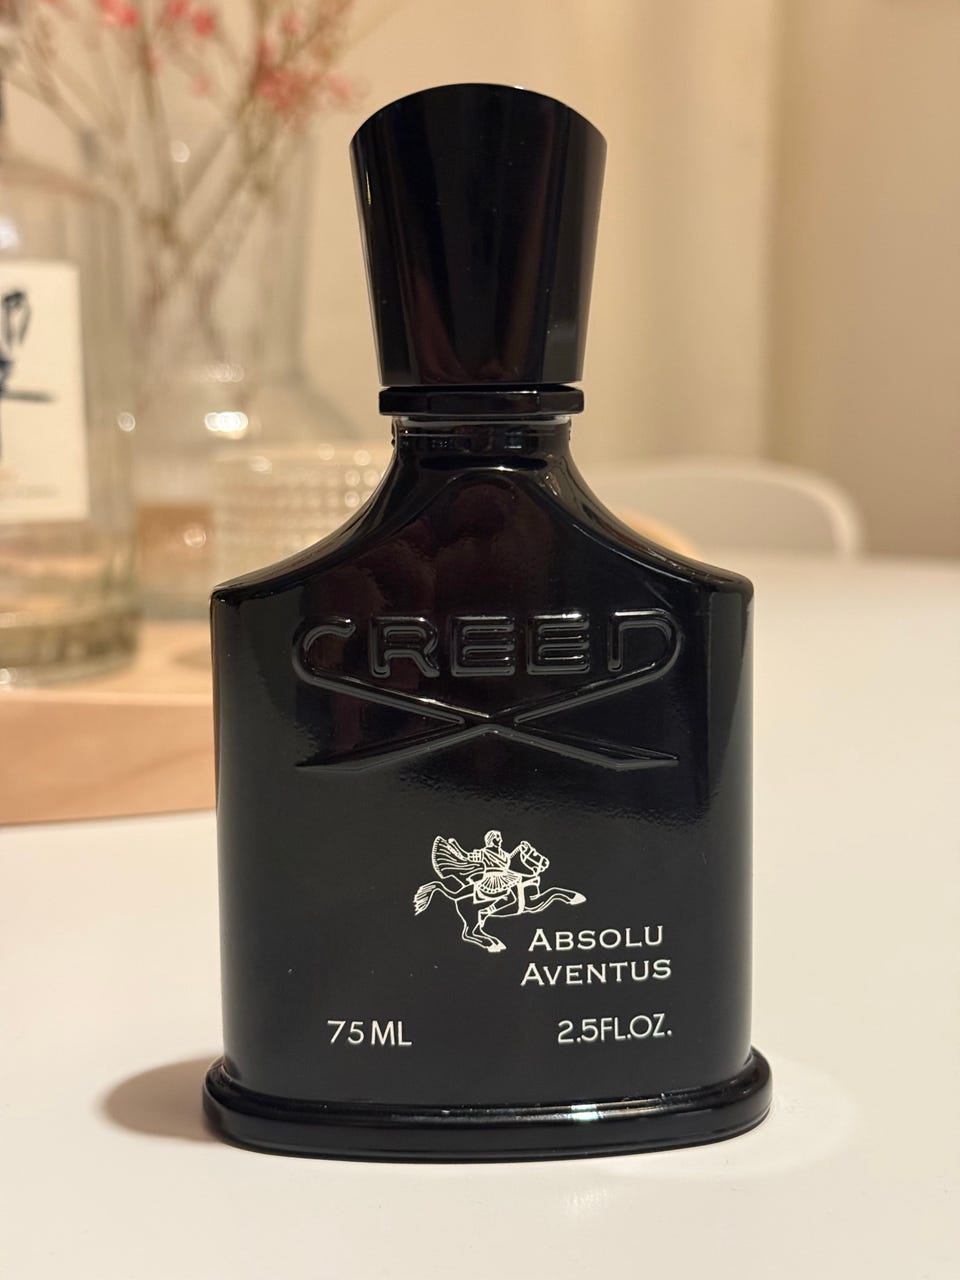 CREED
ABSOLU
AVENTUS
75 ML
2.5FL.OZ.